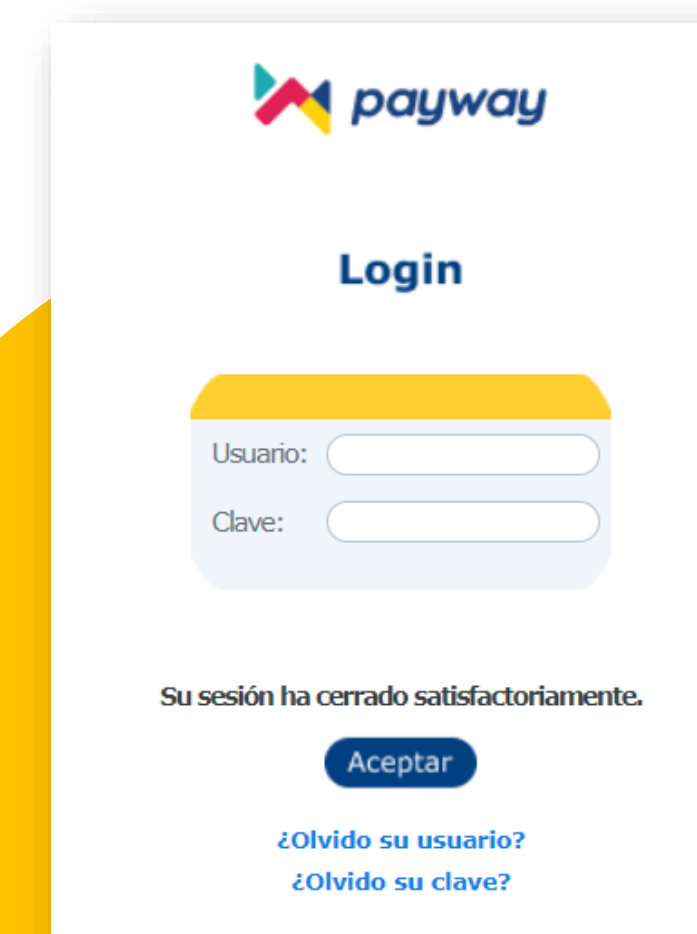 payway
Login
Usuario:
Clave:
Su sesión ha cerrado satisfactoriamente.
Aceptar
¿Olvido su usuario?
¿Olvido su clave?